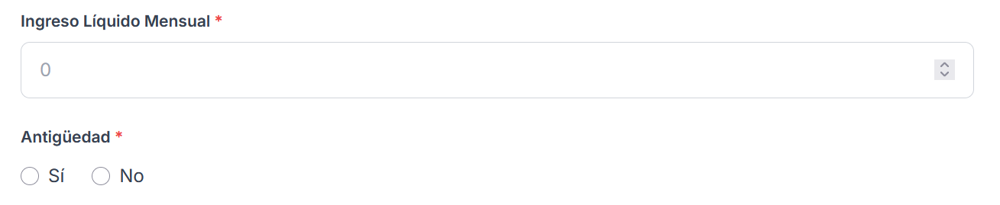 Ingreso Líquido Mensual *
0
Antigüedad *
Sí No